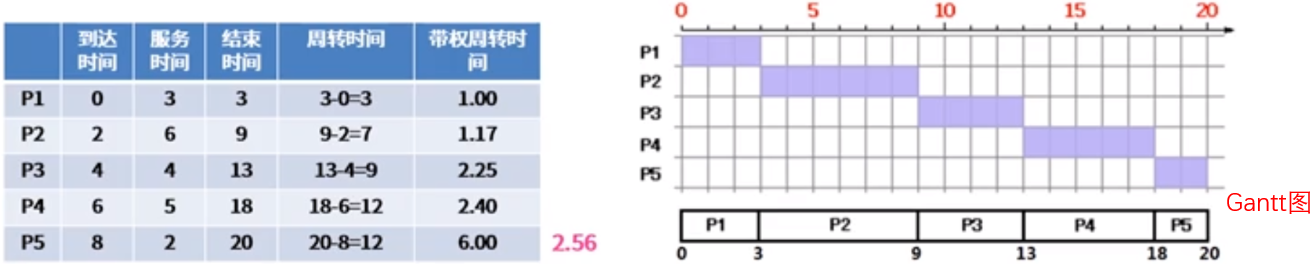 到达时间 服务时间 结束时间 周转时间 带权周转时间
P1 0 3 3 3-0=3 1.00
P2 2 6 9 9-2=7 1.17
P3 4 4 13 13-4=9 2.25
P4 6 5 18 18-6=12 2.40
P5 8 2 20 20-8=12 6.00
2.56
0 5 10 15 20
P1
P2
P3
P4
P5
Gantt图
P1 P2 P3 P4 P5
0 3 9 13 18 20